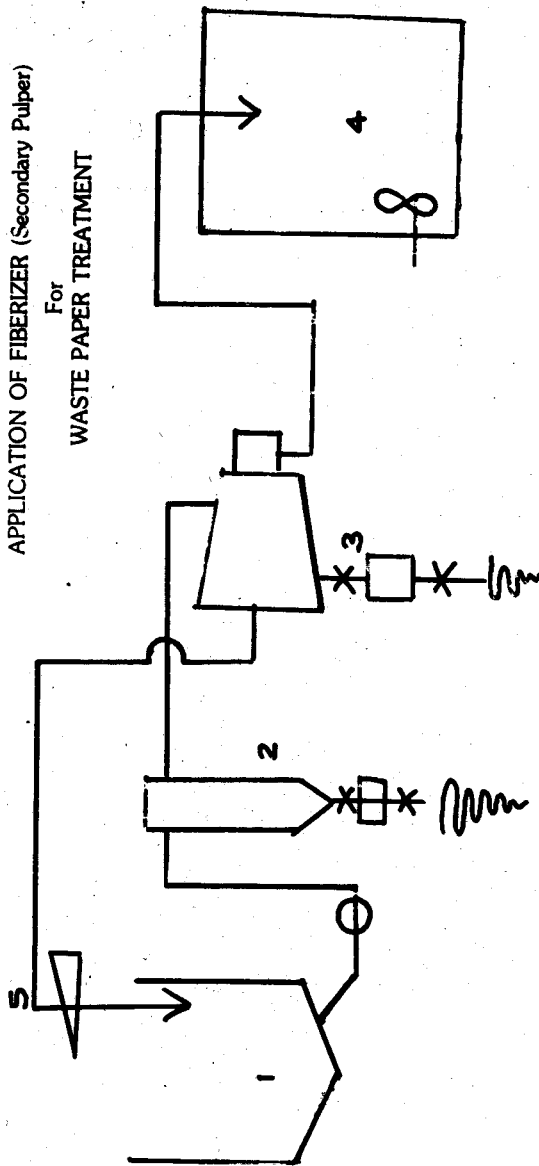 APPLICATION OF FIBERIZER (Secondary Pulper)
For
WASTE PAPER TREATMENT
5
1
2
3
4